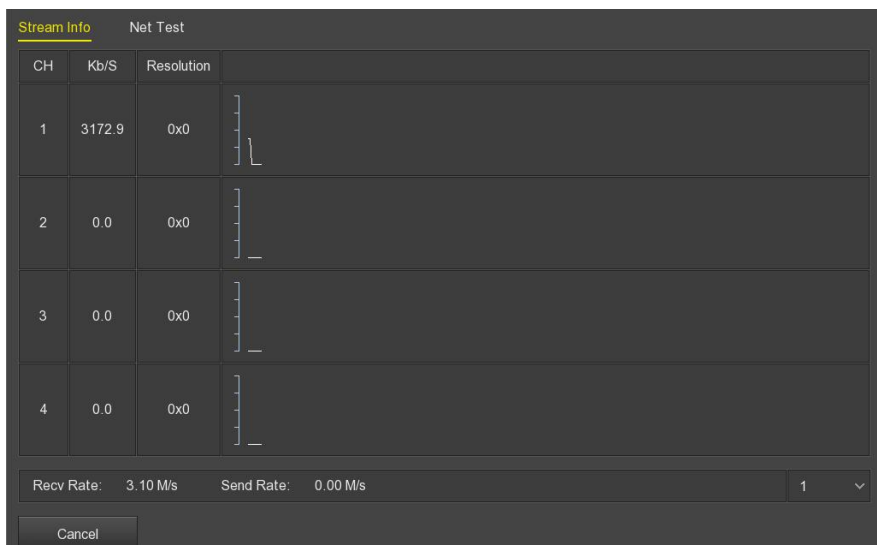 Stream Info Net Test
CH Kb/S Resolution
1 3172.9 0x0
2 0.0 0x0
3 0.0 0x0
4 0.0 0x0
Recv Rate: 3.10 M/s Send Rate: 0.00 M/s 1
Cancel